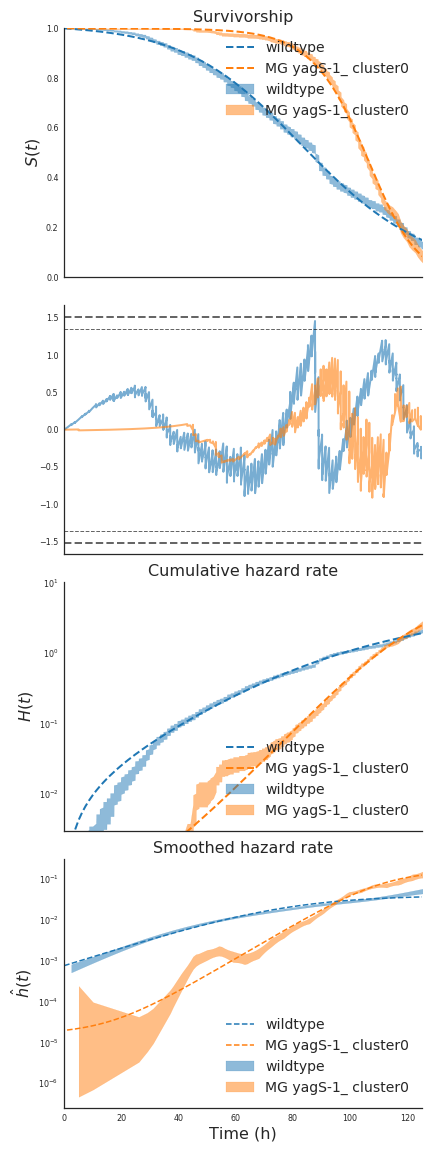 Survivorship
1.0
0.8
0.6
0.4
0.2
0.0
S(t)
wildtype
MG yagS-1_ cluster0
wildtype
MG yagS-1_ cluster0
1.5
1.0
0.5
0.0
−0.5
−1.0
−1.5
Cumulative hazard rate
10¹
10⁰
10⁻¹
10⁻²
H(t)
wildtype
MG yagS-1_ cluster0
wildtype
MG yagS-1_ cluster0
Smoothed hazard rate
10⁻¹
10⁻²
10⁻³
10⁻⁴
10⁻⁵
10⁻⁶
ĥ(t)
wildtype
MG yagS-1_ cluster0
wildtype
MG yagS-1_ cluster0
0 20 40 60 80 100 120
Time (h)